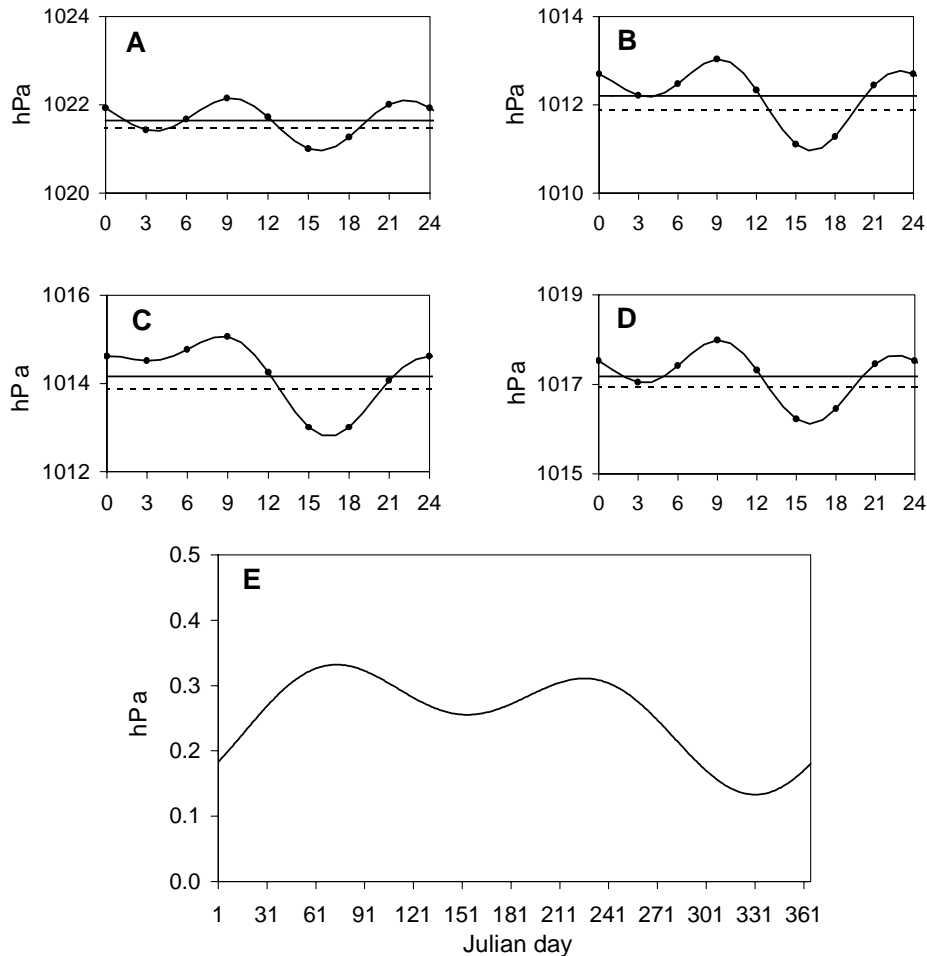 1024
1022
1020
hPa
A
0 3 6 9 12 15 18 21 24
1014
1012
1010
hPa
B
0 3 6 9 12 15 18 21 24
1016
1014
1012
hPa
C
0 3 6 9 12 15 18 21 24
1019
1017
1015
hPa
D
0 3 6 9 12 15 18 21 24
0.5
0.4
0.3
0.2
0.1
0.0
hPa
E
1 31 61 91 121 151 181 211 241 271 301 331 361
Julian day